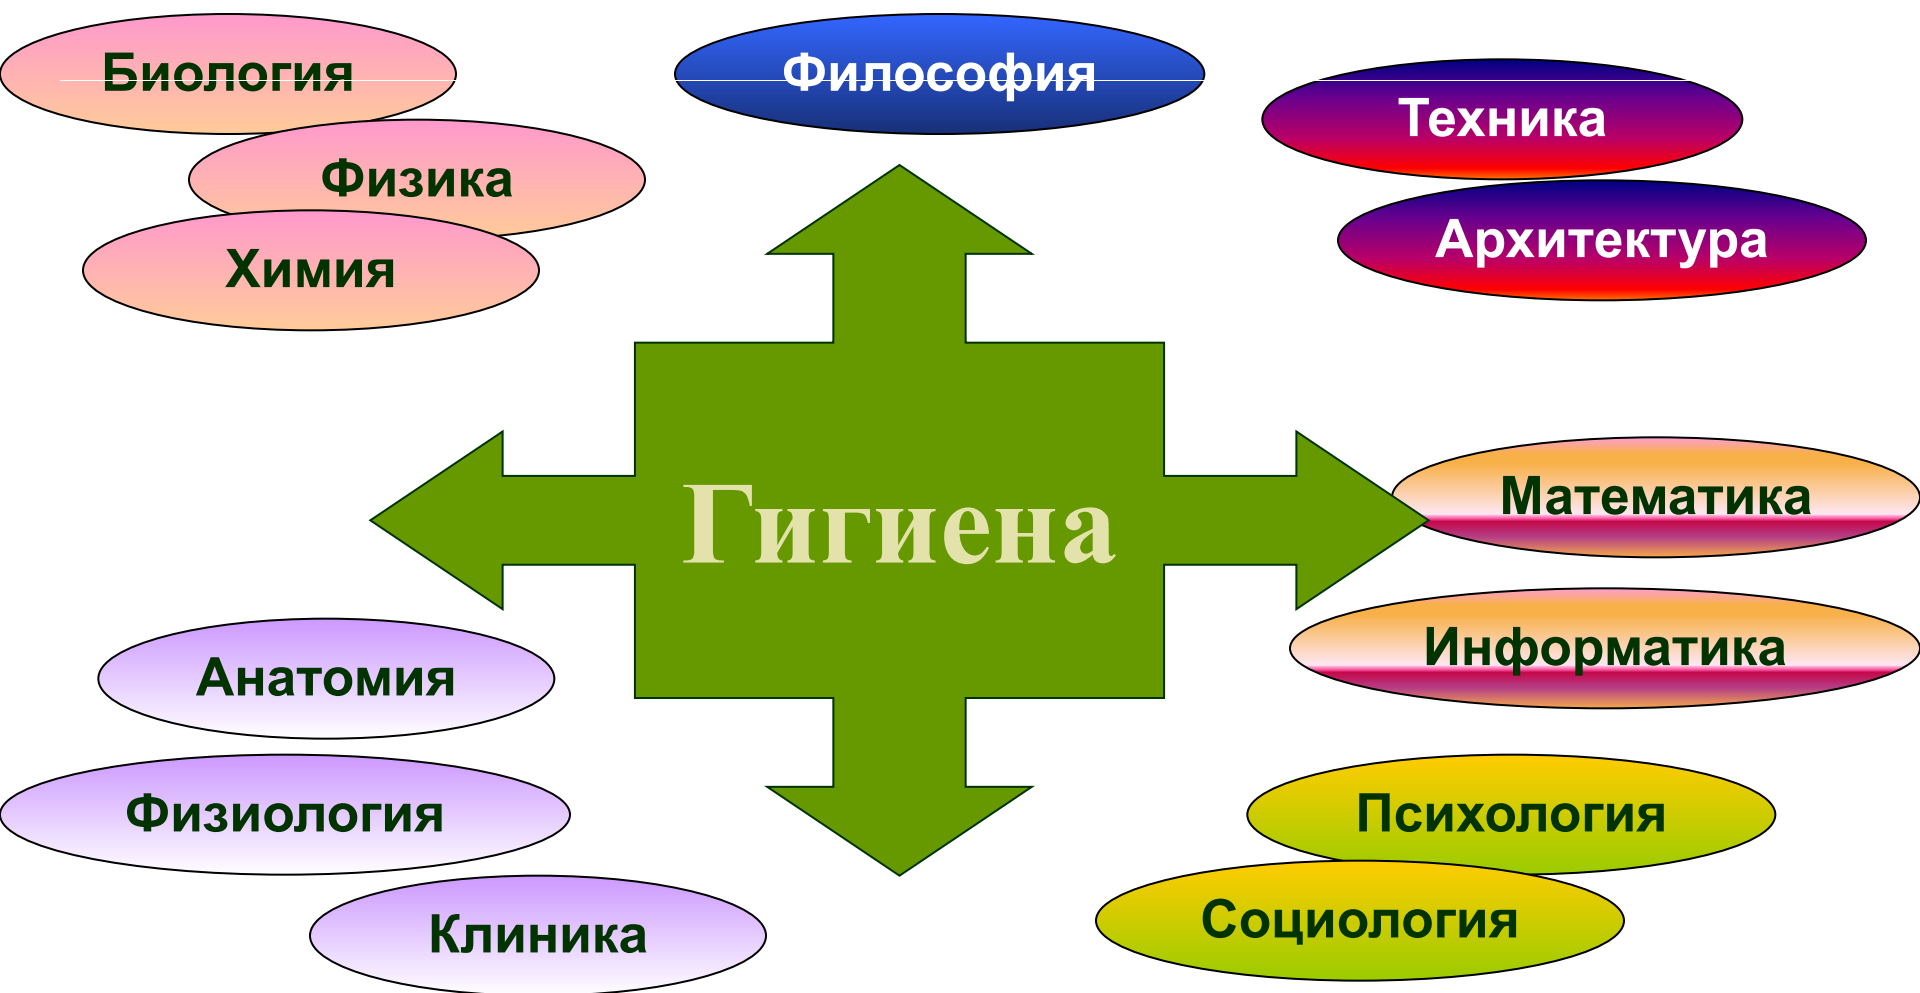 Биология
Философия
Техника
Физика
Архитектура
Химия
Математика
Гигиена
Информатика
Анатомия
Физиология
Психология
Социология
Клиника